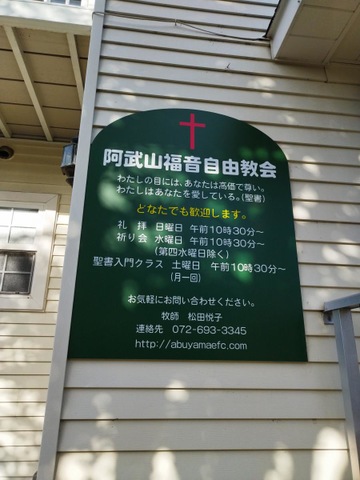 阿武山福音自由教会
わたしの目には、あなたは高価で尊い。
わたしはあなたを愛している。(聖書)
どなたでも歓迎します。
礼 拝 日曜日 午前10時30分～
祈り会 水曜日 午前10時30分～
(第四水曜日除く)
聖書入門クラス 土曜日 午前10時30分～
(月一回)
お気軽にお問い合わせください。
牧師 松田悦子
連絡先 072-693-3345
http://abuyamaefc.com/